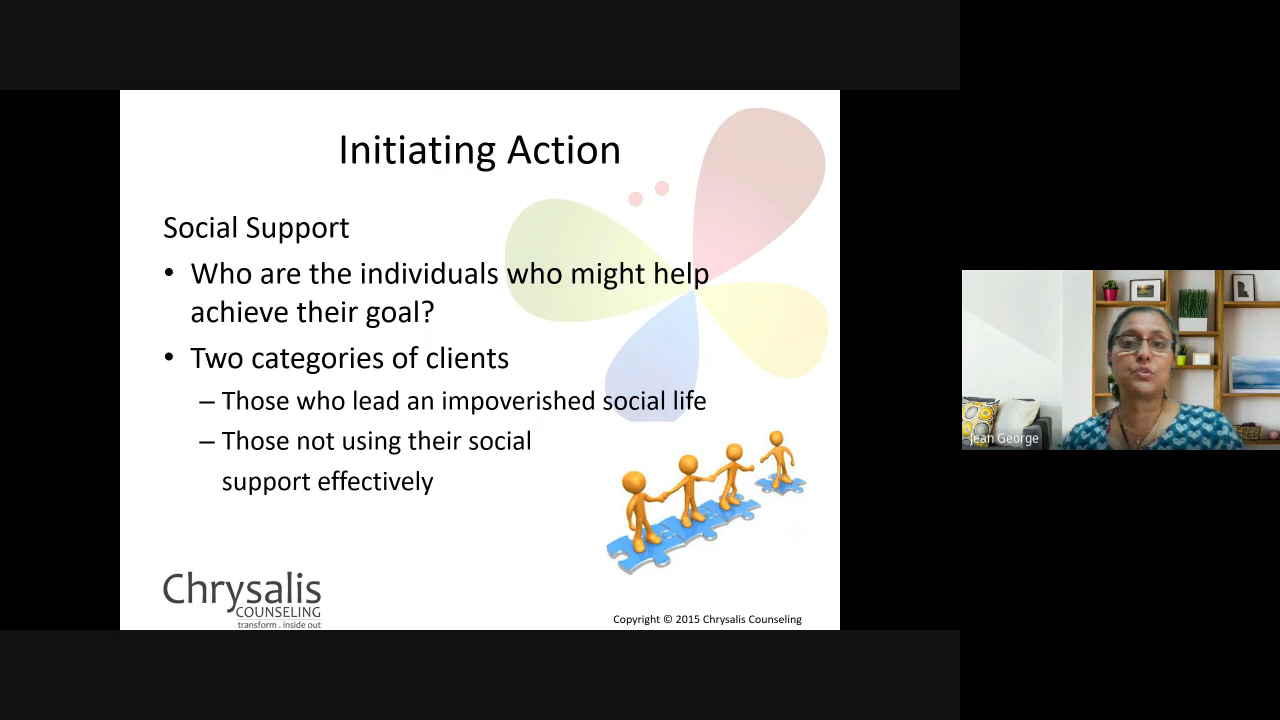 Initiating Action
Social Support
• Who are the individuals who might help
achieve their goal?
• Two categories of clients
– Those who lead an impoverished social life
– Those not using their social
support effectively
Chrysalis
COUNSELING
transform . inside out
Copyright © 2015 Chrysalis Counseling
Jean George